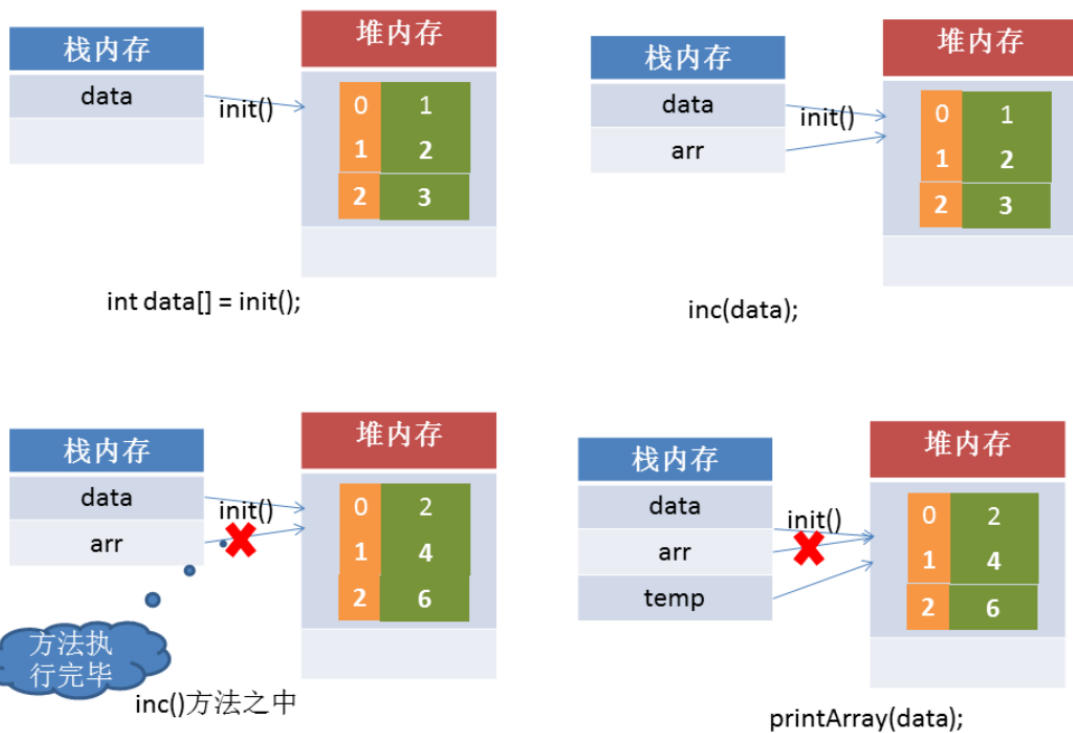 栈内存
堆内存
data
init()
0 1
1 2
2 3
int data[] = init();
栈内存
堆内存
data
init()
arr
0 1
1 2
2 3
inc(data);
栈内存
堆内存
data
init()
arr
0 2
1 4
2 6
方法执
行完毕
inc()方法之中
栈内存
堆内存
data
init()
arr
temp
0 2
1 4
2 6
printArray(data);